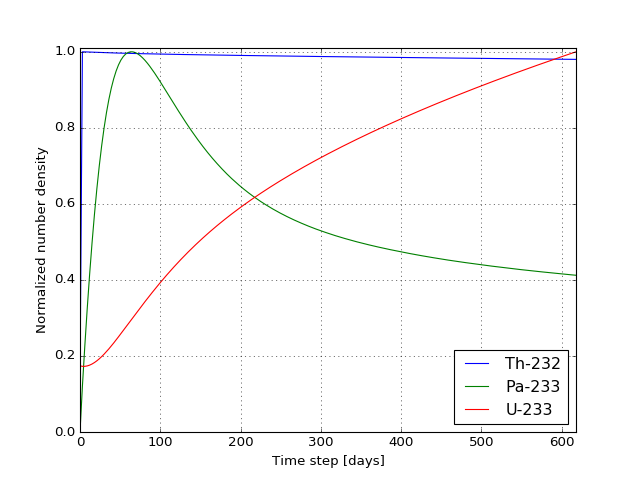 Normalized number density
1.0
0.8
0.6
0.4
0.2
0.0
0 100 200 300 400 500 600
Time step [days]
Th-232
Pa-233
U-233